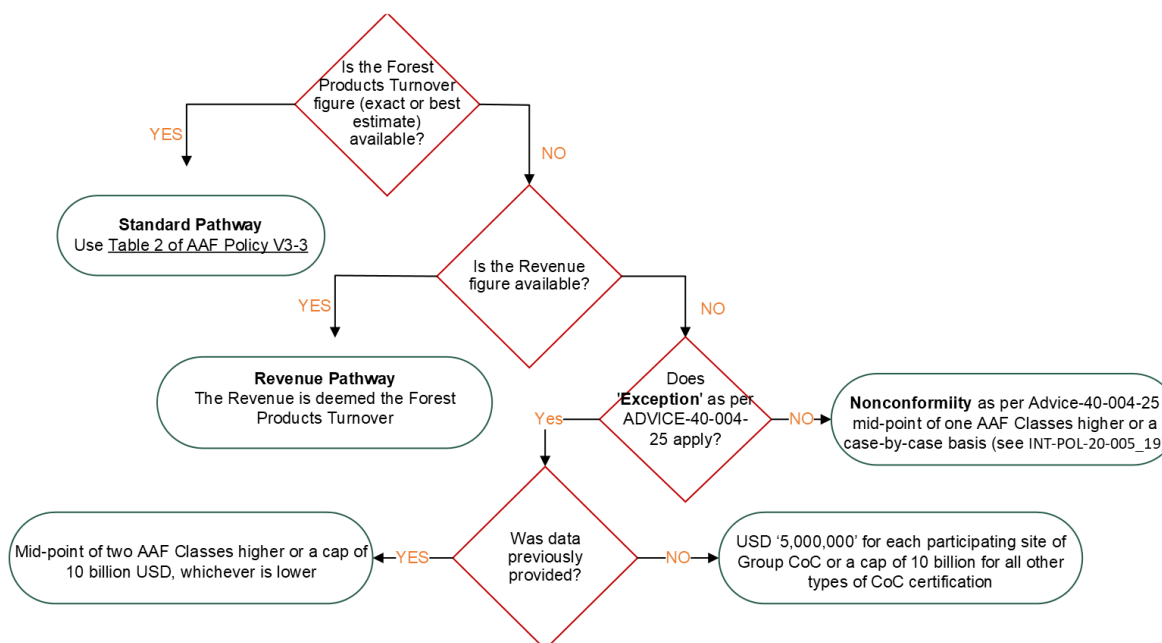 Is the Forest
Products Turnover
figure (exact or best
estimate)
available?
YES
NO
Standard Pathway
Use Table 2 of AAF Policy V3-3
Is the Revenue
figure available?
YES
NO
Revenue Pathway
The Revenue is deemed the Forest
Products Turnover
Does
'Exception' as per
ADVICE-40-004-
25 apply?
Yes
NO
Nonconformiity as per Advice-40-004-25
mid-point of one AAF Classes higher or a
case-by-case basis (see INT-POL-20-005_19
Was data
previously
provided?
YES
NO
Mid-point of two AAF Classes higher or a cap of
10 billion USD, whichever is lower
USD ‘5,000,000’ for each participating site of
Group CoC or a cap of 10 billion for all other
types of CoC certification